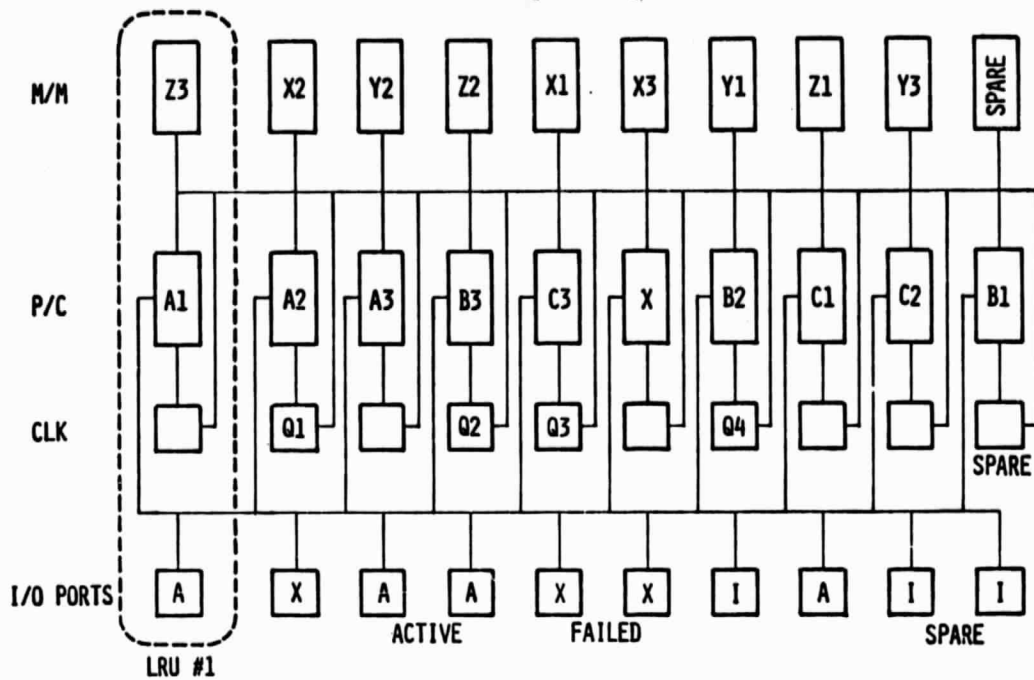 M/M Z3 X2 Y2 Z2 X1 X3 Y1 Z1 Y3 SPARE
P/C A1 A2 A3 B3 C3 X B2 C1 C2 B1
CLK Q1 Q2 Q3 Q4
SPARE
I/O PORTS A X A A X X I A I I
ACTIVE FAILED SPARE
LRU #1